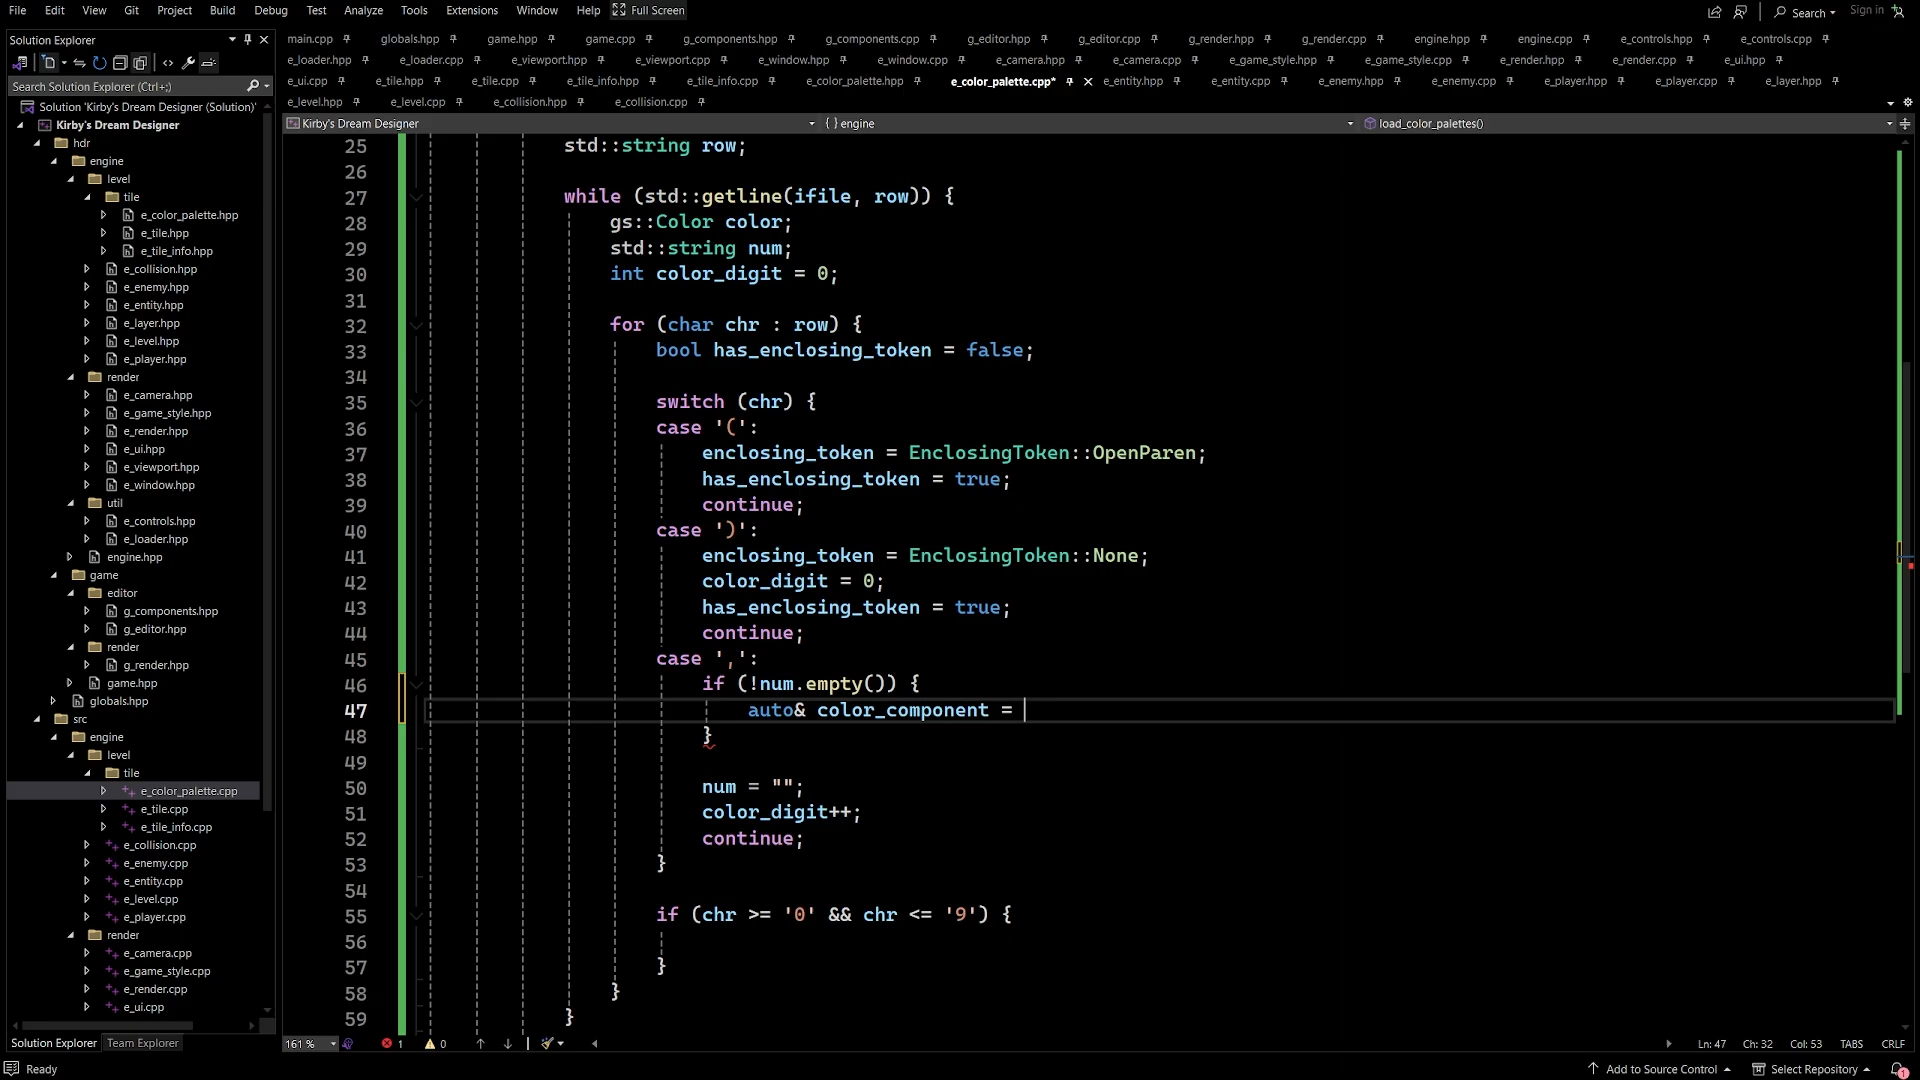 File Edit View Git Project Build Debug Test Analyze Tools Extensions Window Help Full Screen Search Sign in
Solution Explorer
Search Solution Explorer (Ctrl+;)
Solution 'Kirby's Dream Designer (Solution)'
Kirby's Dream Designer
hdr
engine
level
tile
e_color_palette.hpp
e_tile.hpp
e_tile_info.hpp
e_collision.hpp
e_enemy.hpp
e_entity.hpp
e_layer.hpp
e_level.hpp
e_player.hpp
render
e_camera.hpp
e_game_style.hpp
e_render.hpp
e_ui.hpp
e_viewport.hpp
e_window.hpp
util
e_controls.hpp
e_loader.hpp
engine.hpp
game
editor
g_components.hpp
g_editor.hpp
render
g_render.hpp
game.hpp
globals.hpp
src
engine
level
tile
e_color_palette.cpp
e_tile.cpp
e_tile_info.cpp
e_collision.cpp
e_enemy.cpp
e_entity.cpp
e_level.cpp
e_player.cpp
render
e_camera.cpp
e_game_style.cpp
e_render.cpp
e_ui.cpp
Solution Explorer Team Explorer
main.cpp globals.hpp game.hpp game.cpp g_components.hpp g_components.cpp g_editor.hpp g_editor.cpp g_render.hpp g_render.cpp engine.hpp engine.cpp e_controls.hpp e_controls.cpp
e_loader.hpp e_loader.cpp e_viewport.hpp e_viewport.cpp e_window.hpp e_window.cpp e_camera.hpp e_camera.cpp e_game_style.hpp e_game_style.cpp e_render.hpp e_render.cpp e_ui.hpp
e_ui.cpp e_tile.hpp e_tile.cpp e_tile_info.hpp e_tile_info.cpp e_color_palette.hpp e_color_palette.cpp* e_entity.hpp e_entity.cpp e_enemy.hpp e_enemy.cpp e_player.hpp e_player.cpp e_layer.hpp
e_level.hpp e_level.cpp e_collision.hpp e_collision.cpp
Kirby's Dream Designer {} engine load_color_palettes()
25 std::string row;
26
27 while (std::getline(ifile, row)) {
28 gs::Color color;
29 std::string num;
30 int color_digit = 0;
31
32 for (char chr : row) {
33 bool has_enclosing_token = false;
34
35 switch (chr) {
36 case '(':
37 enclosing_token = EnclosingToken::OpenParen;
38 has_enclosing_token = true;
39 continue;
40 case ')':
41 enclosing_token = EnclosingToken::None;
42 color_digit = 0;
43 has_enclosing_token = true;
44 continue;
45 case ',':
46 if (!num.empty()) {
47 auto& color_component =
48 }
49
50 num = "";
51 color_digit++;
52 continue;
53 }
54
55 if (chr >= '0' && chr <= '9') {
56
57 }
58 }
59 }
161 % 1 0 Ln: 47 Ch: 32 Col: 53 TABS CRLF
Ready Add to Source Control Select Repository 1